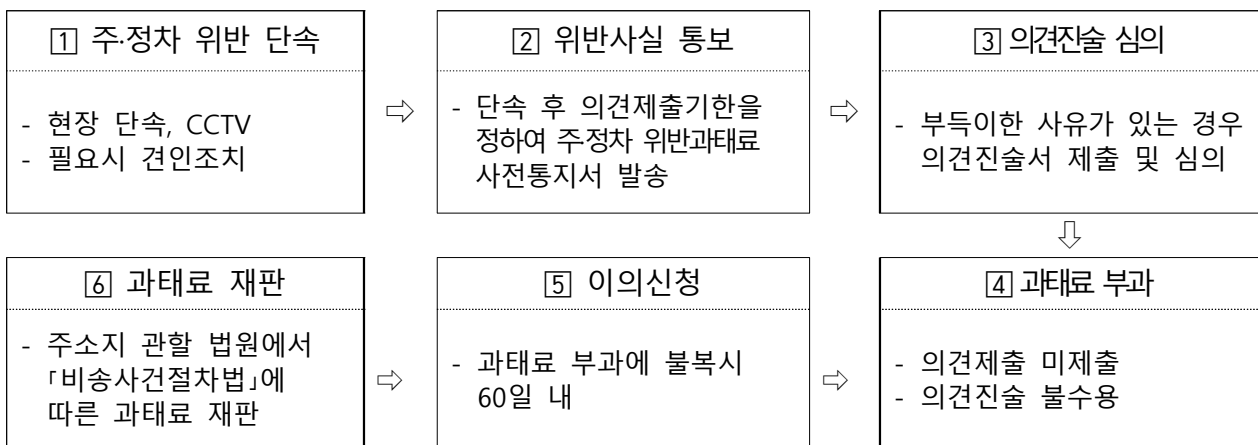 1 주·정차 위반 단속
- 현장 단속, CCTV
- 필요시 견인조치
⇨
2 위반사실 통보
- 단속 후 의견제출기한을
정하여 주·정차 위반과태료
사전통지서 발송
⇨
3 의견진술 심의
- 부득이한 사유가 있는 경우
의견진술서 제출 및 심의
⇩
6 과태료 재판
- 주소지 관할 법원에서
「비송사건절차법」에
따른 과태료 재판
⇨
5 이의신청
- 과태료 부과에 불복시
60일 내
⇨
4 과태료 부과
- 의견제출 미제출
- 의견진술 불수용